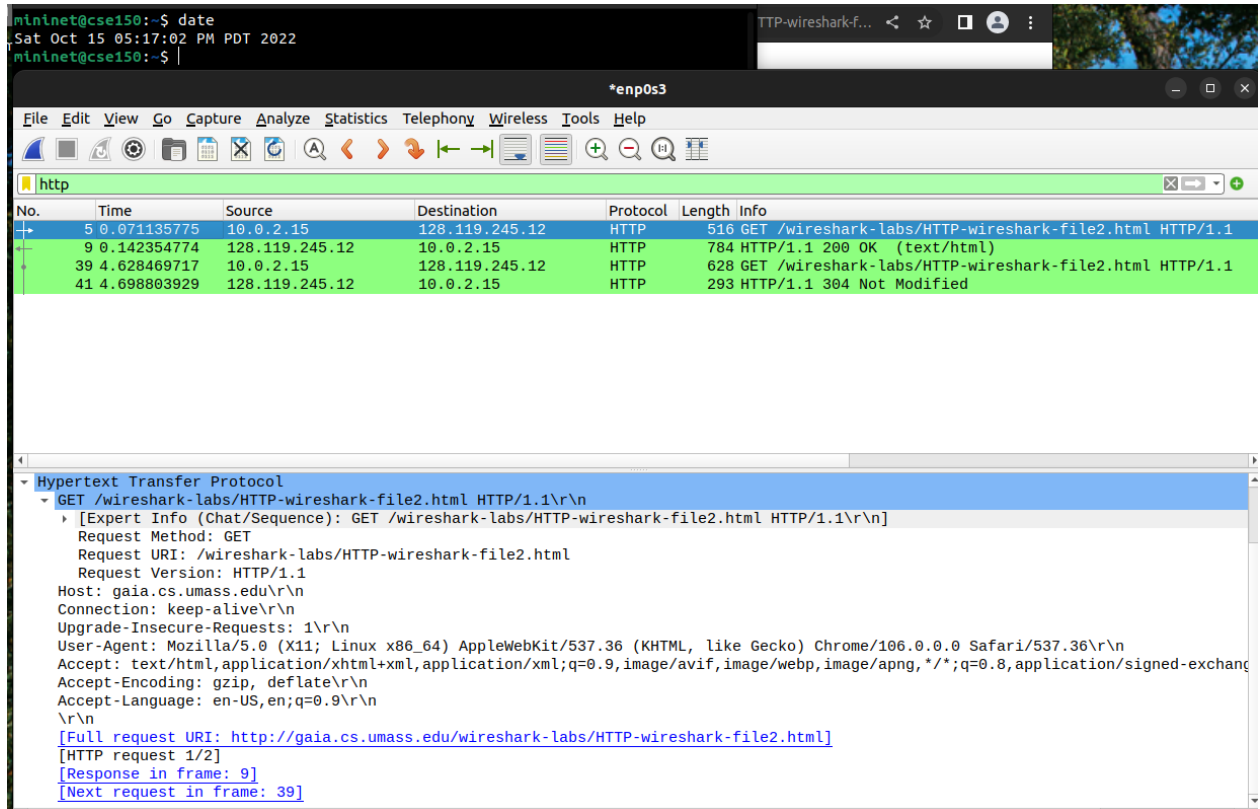 mininet@cse150:~$ date
Sat Oct 15 05:17:02 PM PDT 2022
mininet@cse150:~$
TTP-wireshark-f...
*enp0s3
File Edit View Go Capture Analyze Statistics Telephony Wireless Tools Help
http
No. Time Source Destination Protocol Length Info
5 0.071135775 10.0.2.15 128.119.245.12 HTTP 516 GET /wireshark-labs/HTTP-wireshark-file2.html HTTP/1.1
9 0.142354774 128.119.245.12 10.0.2.15 HTTP 784 HTTP/1.1 200 OK (text/html)
39 4.628469717 10.0.2.15 128.119.245.12 HTTP 628 GET /wireshark-labs/HTTP-wireshark-file2.html HTTP/1.1
41 4.698803929 128.119.245.12 10.0.2.15 HTTP 293 HTTP/1.1 304 Not Modified
Hypertext Transfer Protocol
GET /wireshark-labs/HTTP-wireshark-file2.html HTTP/1.1\r\n
[Expert Info (Chat/Sequence): GET /wireshark-labs/HTTP-wireshark-file2.html HTTP/1.1\r\n]
Request Method: GET
Request URI: /wireshark-labs/HTTP-wireshark-file2.html
Request Version: HTTP/1.1
Host: gaia.cs.umass.edu\r\n
Connection: keep-alive\r\n
Upgrade-Insecure-Requests: 1\r\n
User-Agent: Mozilla/5.0 (X11; Linux x86_64) AppleWebKit/537.36 (KHTML, like Gecko) Chrome/106.0.0.0 Safari/537.36\r\n
Accept: text/html,application/xhtml+xml,application/xml;q=0.9,image/avif,image/webp,image/apng,*/*;q=0.8,application/signed-exchang
Accept-Encoding: gzip, deflate\r\n
Accept-Language: en-US,en;q=0.9\r\n
\r\n
[Full request URI: http://gaia.cs.umass.edu/wireshark-labs/HTTP-wireshark-file2.html]
[HTTP request 1/2]
[Response in frame: 9]
[Next request in frame: 39]